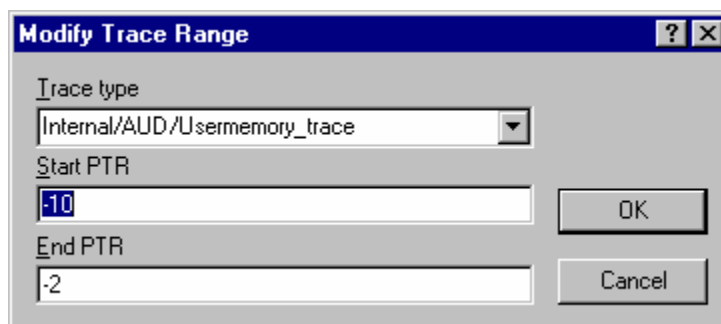 Modify Trace Range
Trace type
Internal/AUD/Usermemory_trace
Start PTR
-10
OK
End PTR
-2
Cancel